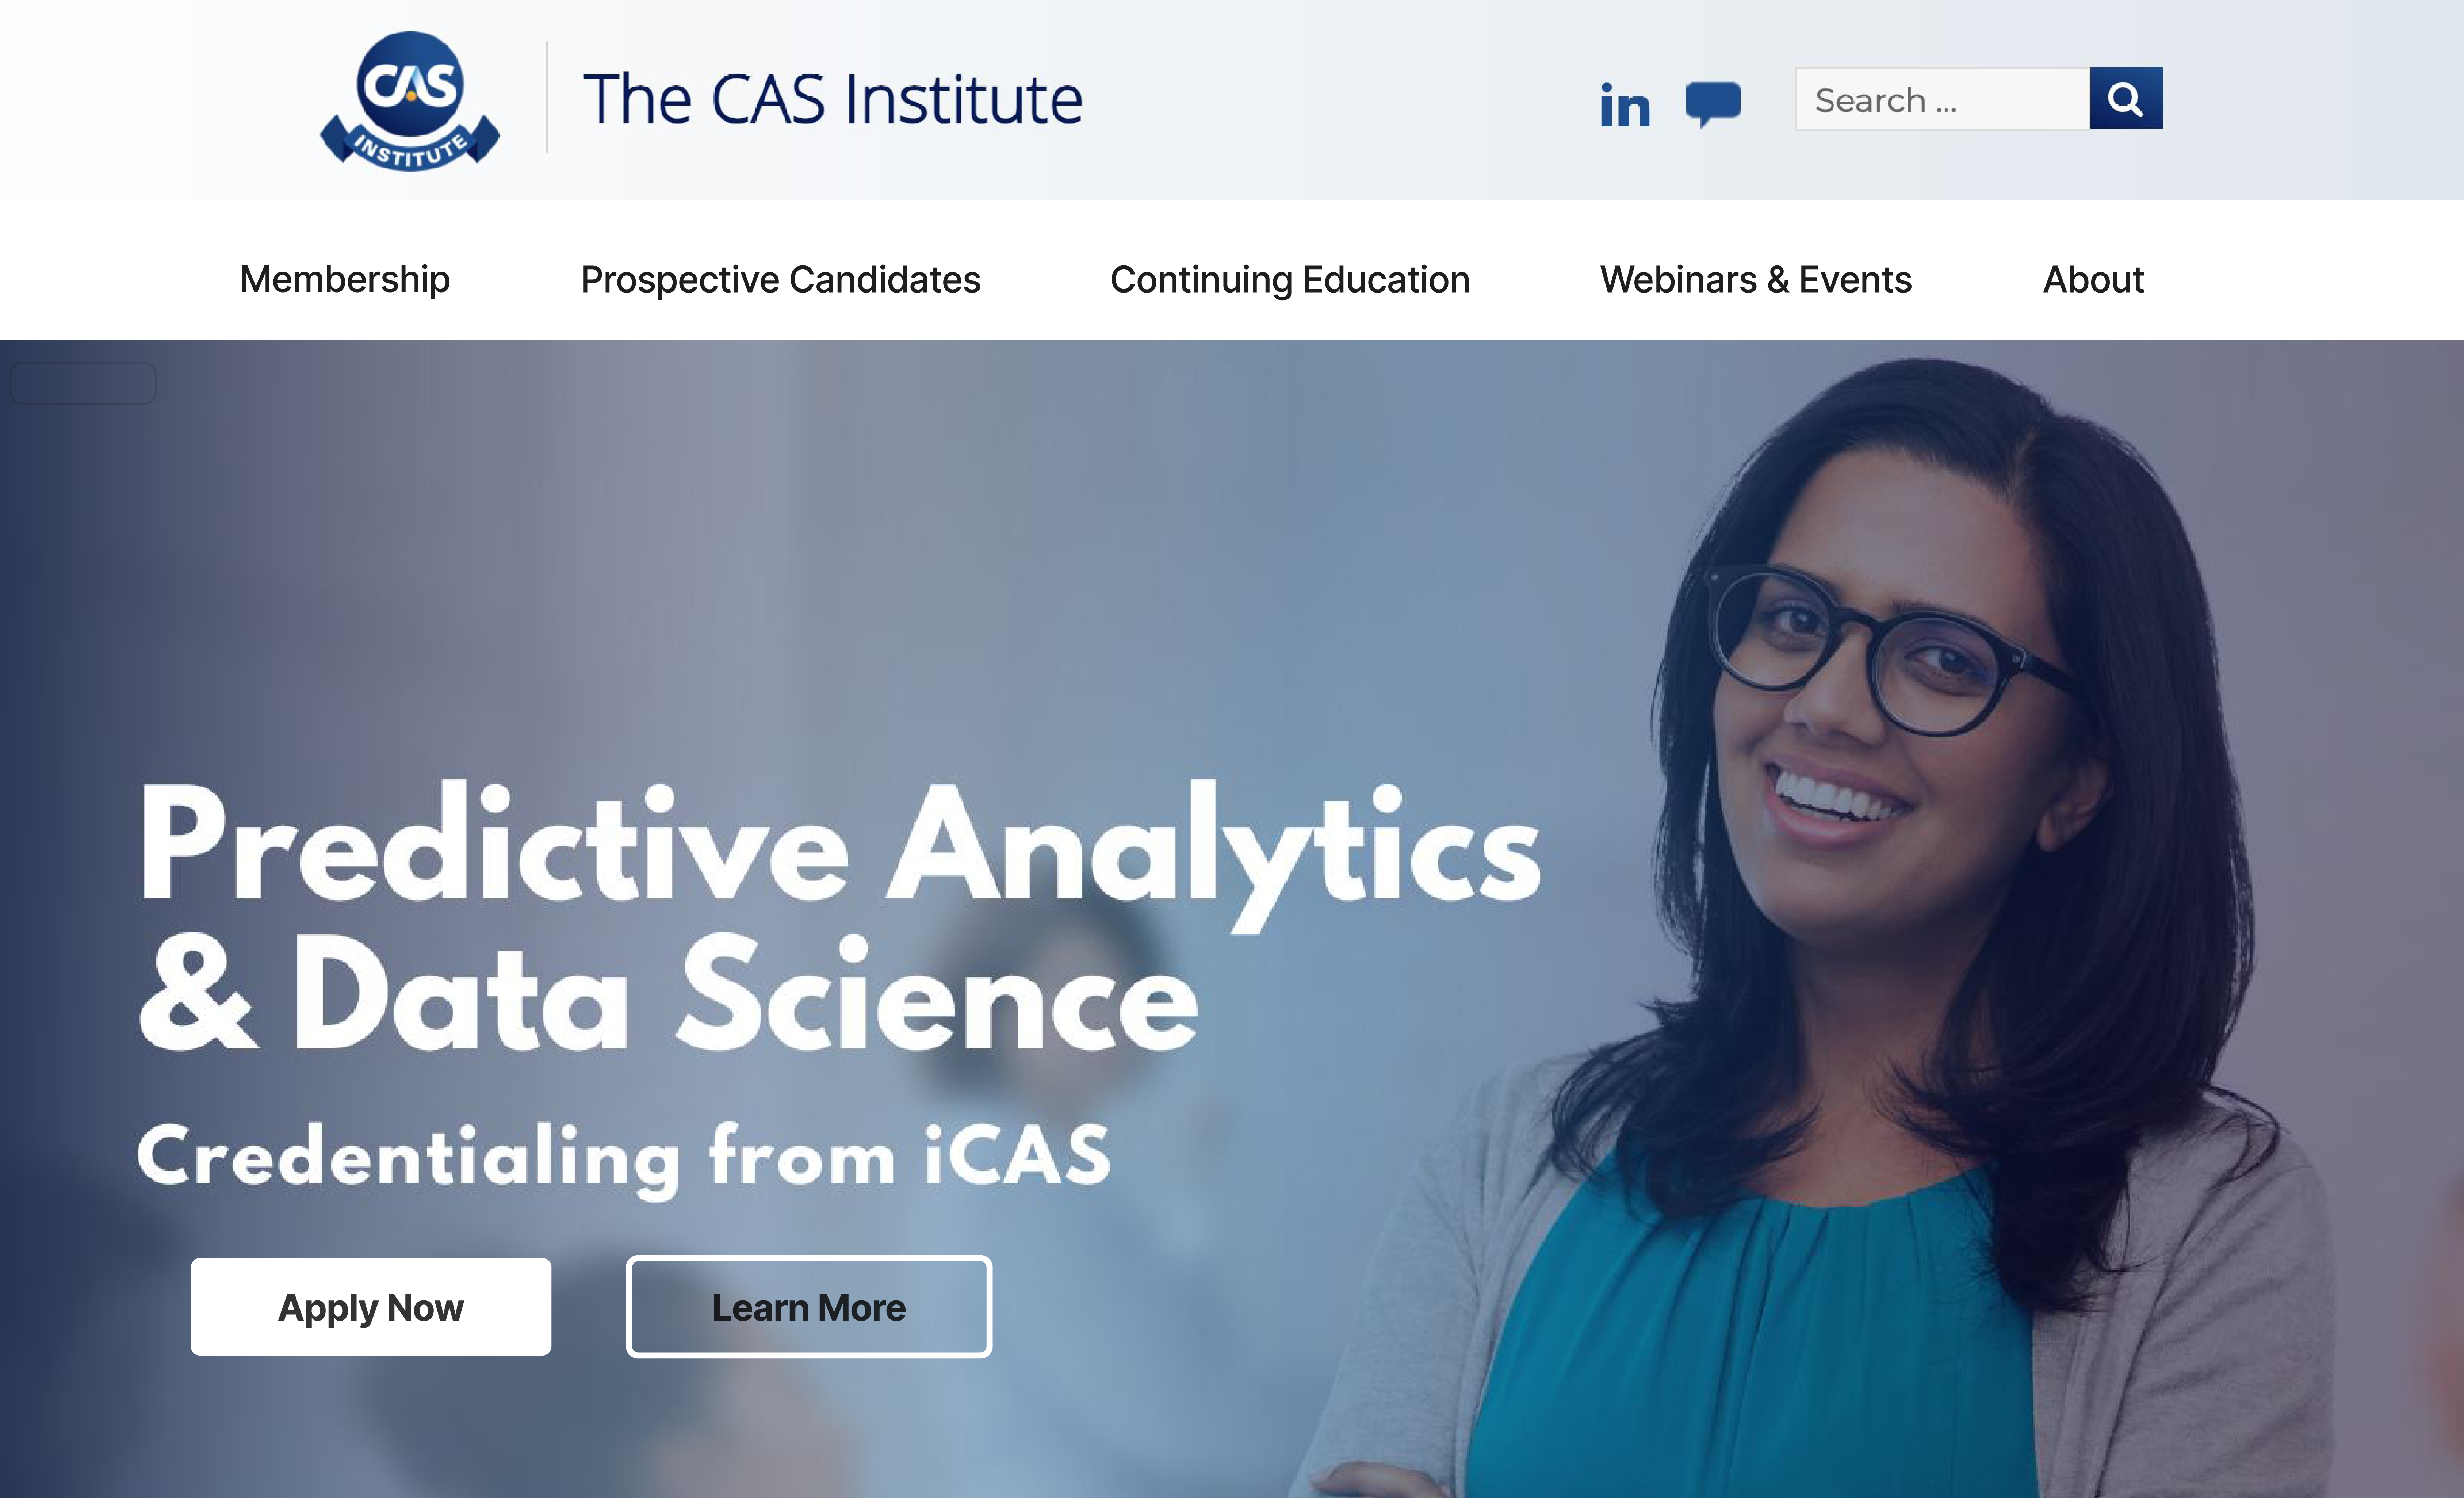 CAS
INSTITUTE
The CAS Institute
in
Search ...
Membership Prospective Candidates Continuing Education Webinars & Events About
Predictive Analytics
& Data Science
Credentialing from iCAS
Apply Now Learn More